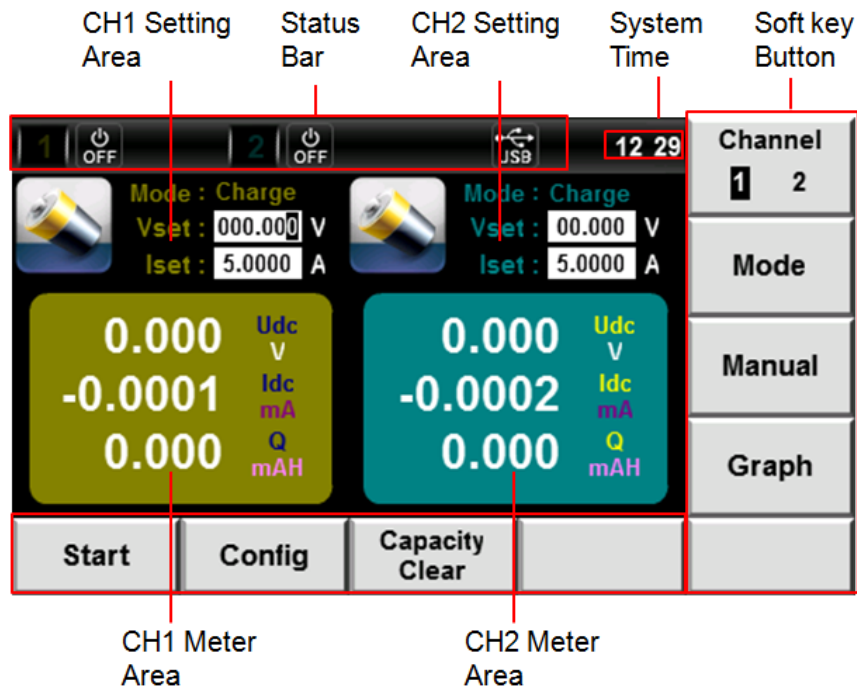 CH1 Setting Area
Status Bar
CH2 Setting Area
System Time
Soft key Button
1 OFF
2 OFF
USB
12 29
Channel
1 2
Mode : Charge
Vset : 000.000 V
Iset : 5.0000 A
Mode : Charge
Vset : 00.000 V
Iset : 5.0000 A
Mode
Manual
Graph
0.000 Udc V
-0.0001 Idc mA
0.000 Q mAH
0.000 Udc V
-0.0002 Idc mA
0.000 Q mAH
Start
Config
Capacity Clear
CH1 Meter Area
CH2 Meter Area